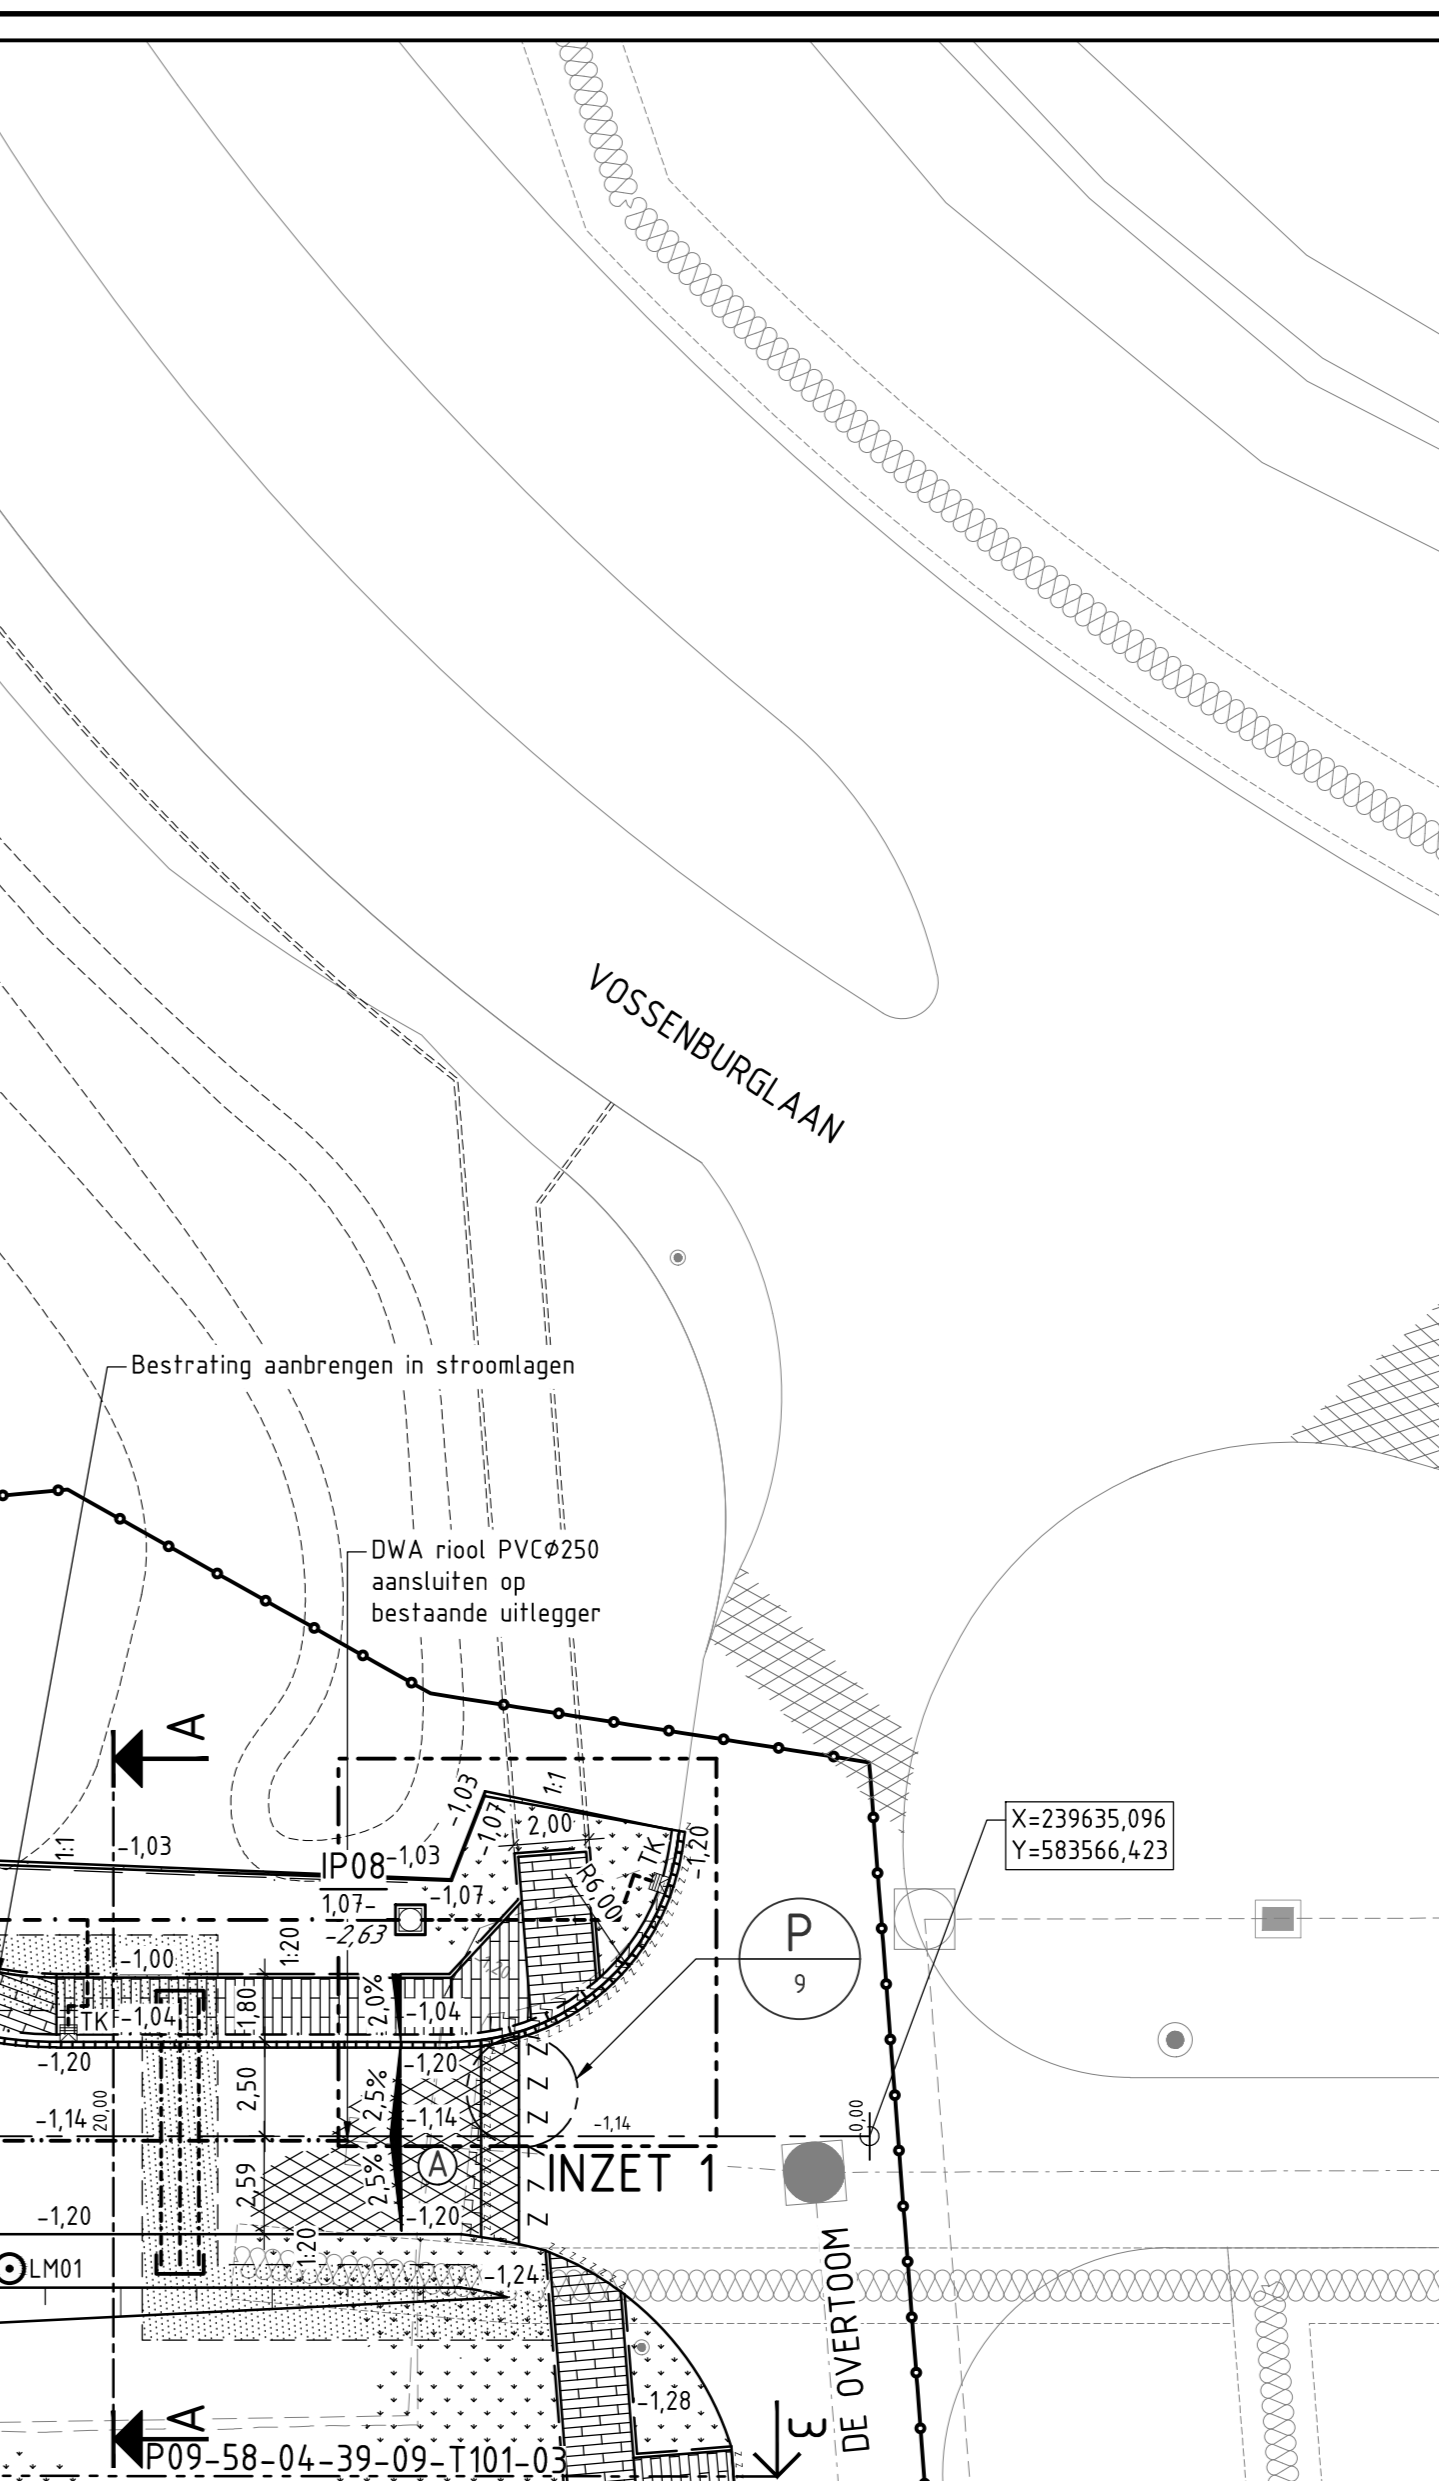 VOSSENBURGLAAN
Bestrating aanbrengen in stroomlagen
DWA riool PVCϕ250
aansluiten op
bestaande uitlegger
A
X=239635,096
Y=583566,423
1:1
-1,03
-1,03
-1,03
-1,07
1:1
2,00
TK
-1,20
IP08
1,07-
-2,63
-1,07
R6,00
P
9
-1,00
1:20
1,20
TK
-1,04
1,80
2,0%
-1,04
-1,20
2,50
2,5%
-1,20
-1,14
20,00
-1,14
-1,14
0,00
A
INZET 1
2,59
2,5%
-1,20
-1,20
1:20
LM01
-1,24
DE OVERTOOM
-1,28
A
3
P09-58-04-39-09-T101-03